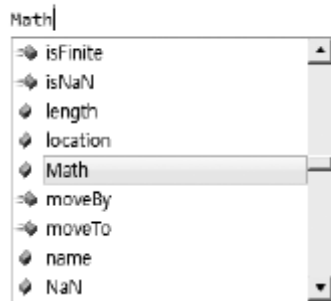 Math
isFinite
isNaN
length
location
Math
moveBy
moveTo
name
NaN